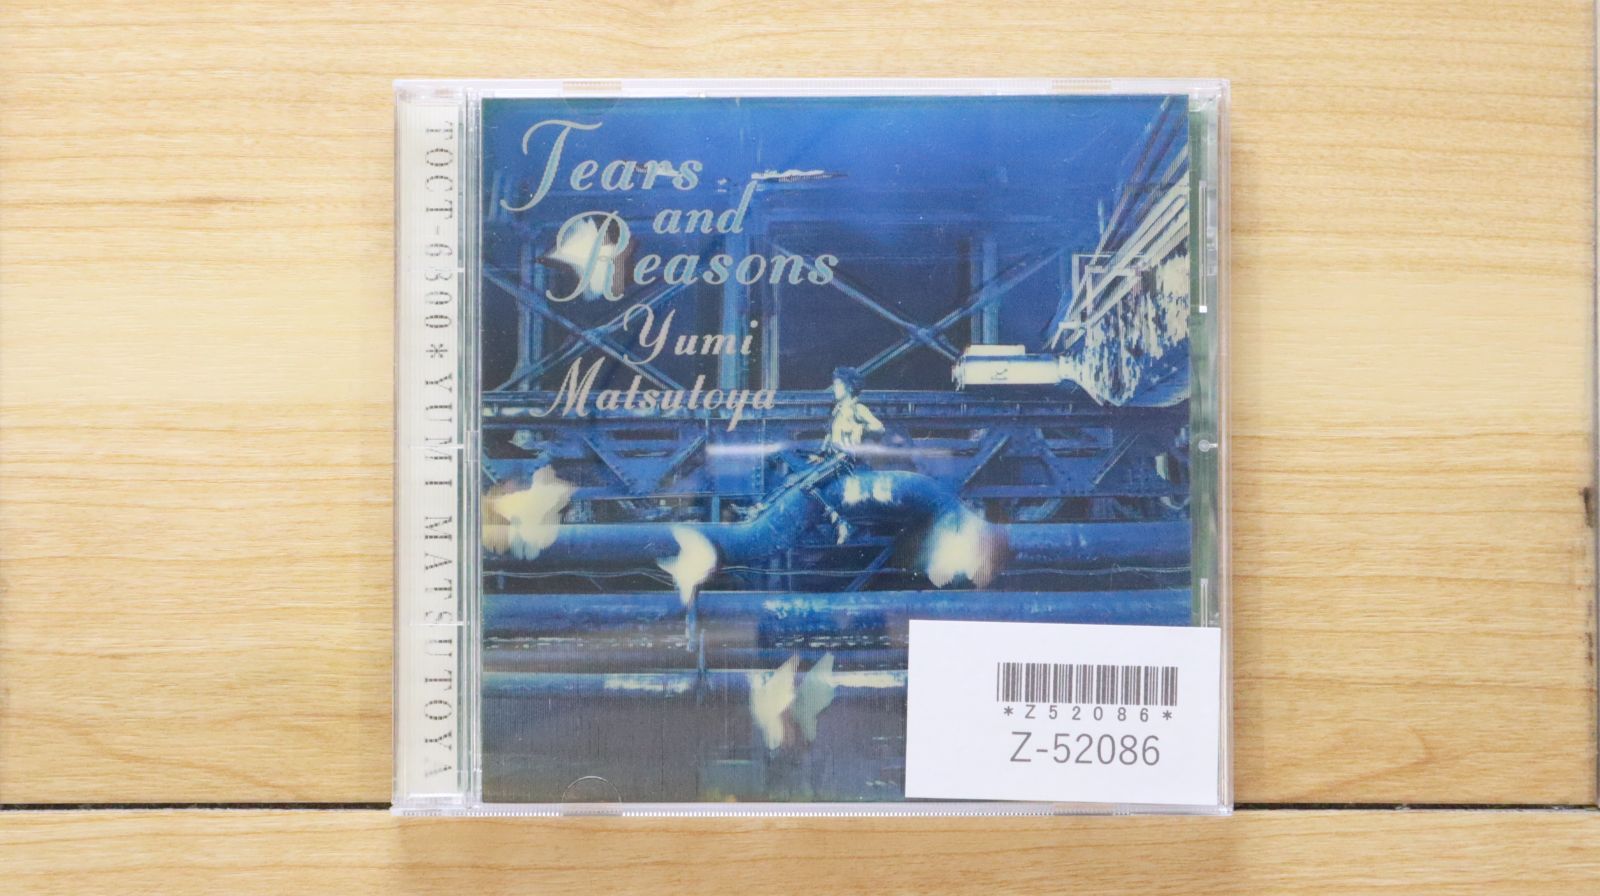 Tears
and
Reasons
Yumi
Matsutoya
TOCT-6800*YUMI MATSUTOYA
*Z52086*
Z-52086